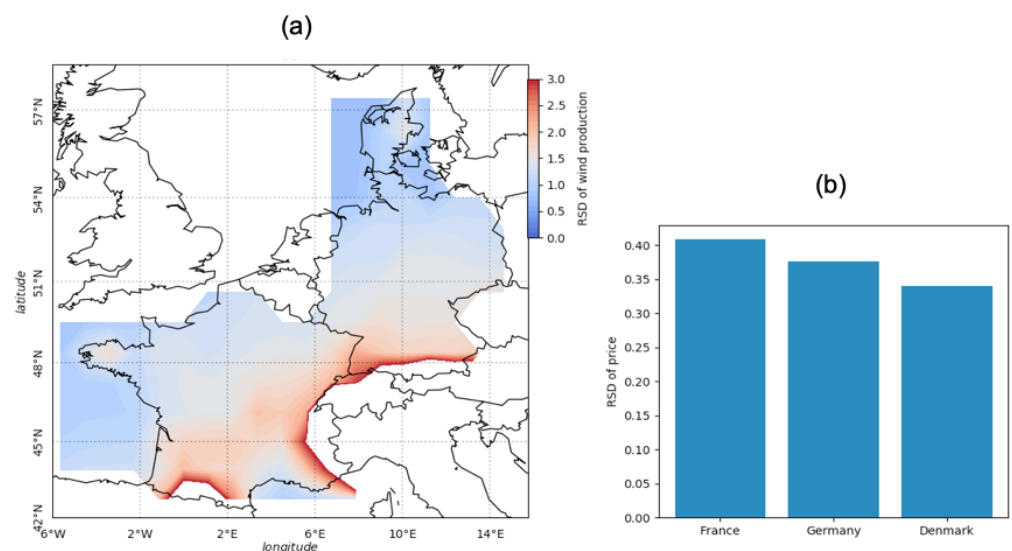 (a)
57°N
54°N
51°N
48°N
45°N
42°N
latitude
6°W
2°W
2°E
6°E
10°E
14°E
longitude
3.0
2.5
2.0
1.5
1.0
0.5
0.0
RSD of wind production
(b)
0.40
0.35
0.30
0.25
0.20
0.15
0.10
0.05
0.00
RSD of price
France
Germany
Denmark